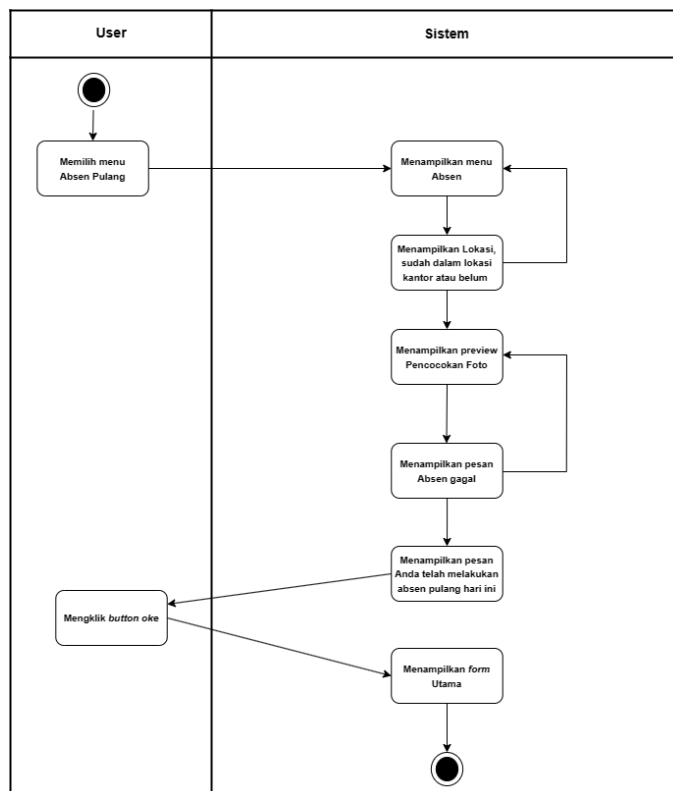 User
Sistem
Memilih menu
Absen Pulang
Menampilkan menu
Absen
Menampilkan Lokasi,
sudah dalam lokasi
kantor atau belum
Menampilkan preview
Pencocokan Foto
Menampilkan pesan
Absen gagal
Menampilkan pesan
Anda telah melakukan
absen pulang hari ini
Mengklik button oke
Menampilkan form
Utama